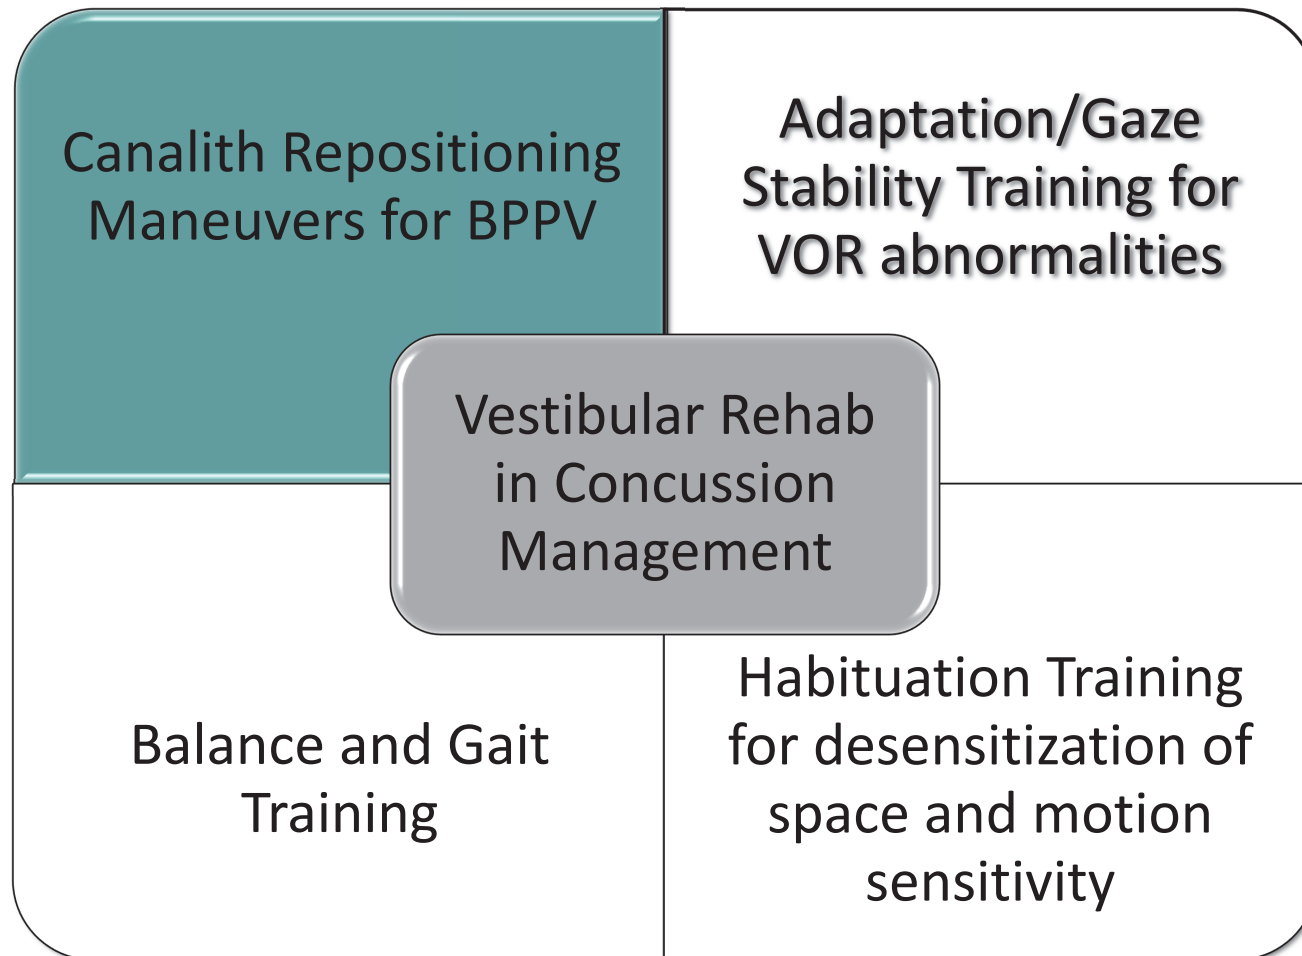 Canalith Repositioning
Maneuvers for BPPV
Adaptation/Gaze
Stability Training for
VOR abnormalities
Vestibular Rehab
in Concussion
Management
Balance and Gait
Training
Habituation Training
for desensitization of
space and motion
sensitivity